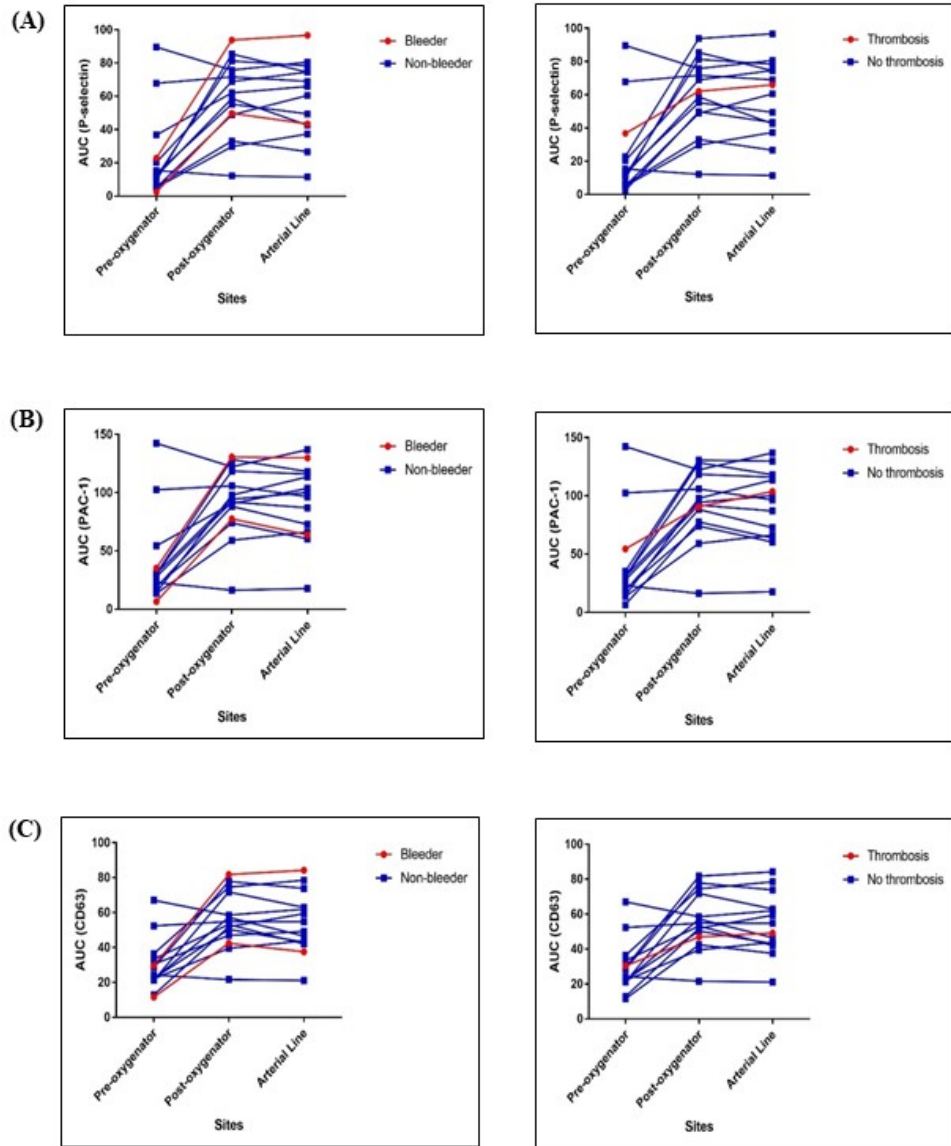 (A)
AUC (P-selectin)
100
80
60
40
20
0
Pre-oxygenator
Post-oxygenator
Arterial Line
Sites
Bleeder
Non-bleeder
AUC (P-selectin)
100
80
60
40
20
0
Pre-oxygenator
Post-oxygenator
Arterial Line
Sites
Thrombosis
No thrombosis
(B)
AUC (PAC-1)
150
100
50
0
Pre-oxygenator
Post-oxygenator
Arterial Line
Sites
Bleeder
Non-bleeder
AUC (PAC-1)
150
100
50
0
Pre-oxygenator
Post-oxygenator
Arterial Line
Sites
Thrombosis
No thrombosis
(C)
AUC (CD63)
100
80
60
40
20
0
Pre-oxygenator
Post-oxygenator
Arterial Line
Sites
Bleeder
Non-bleeder
AUC (CD63)
100
80
60
40
20
0
Pre-oxygenator
Post-oxygenator
Arterial Line
Sites
Thrombosis
No thrombosis